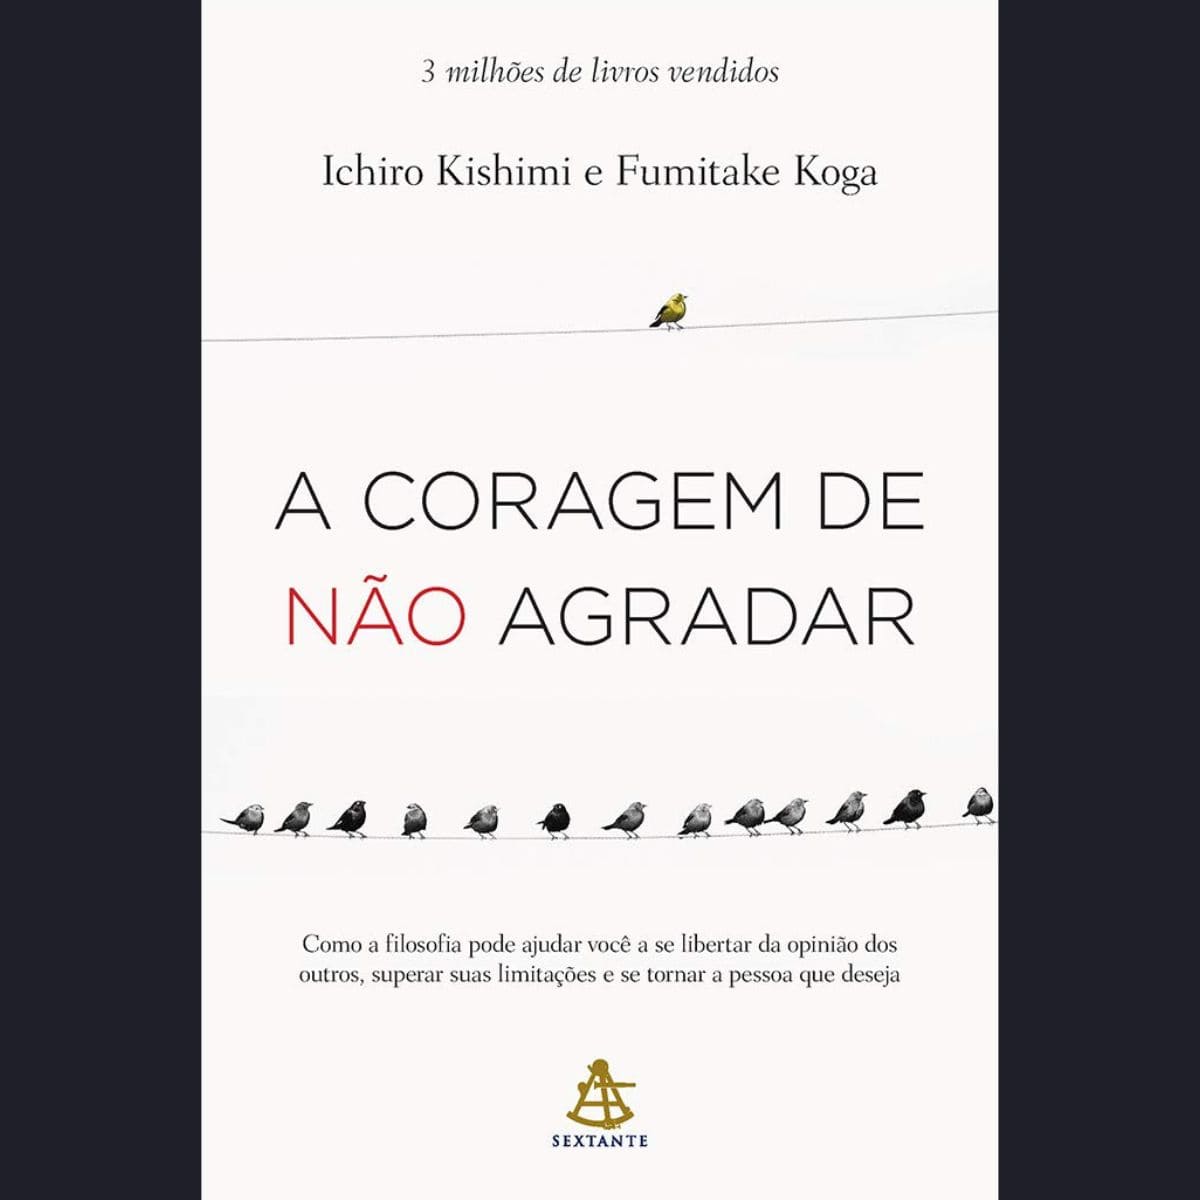 3 milhões de livros vendidos
Ichiro Kishimi e Fumitake Koga
A CORAGEM DE
NÃO AGRADAR
Como a filosofia pode ajudar você a se libertar da opinião dos
outros, superar suas limitações e se tornar a pessoa que deseja
SEXTANTE